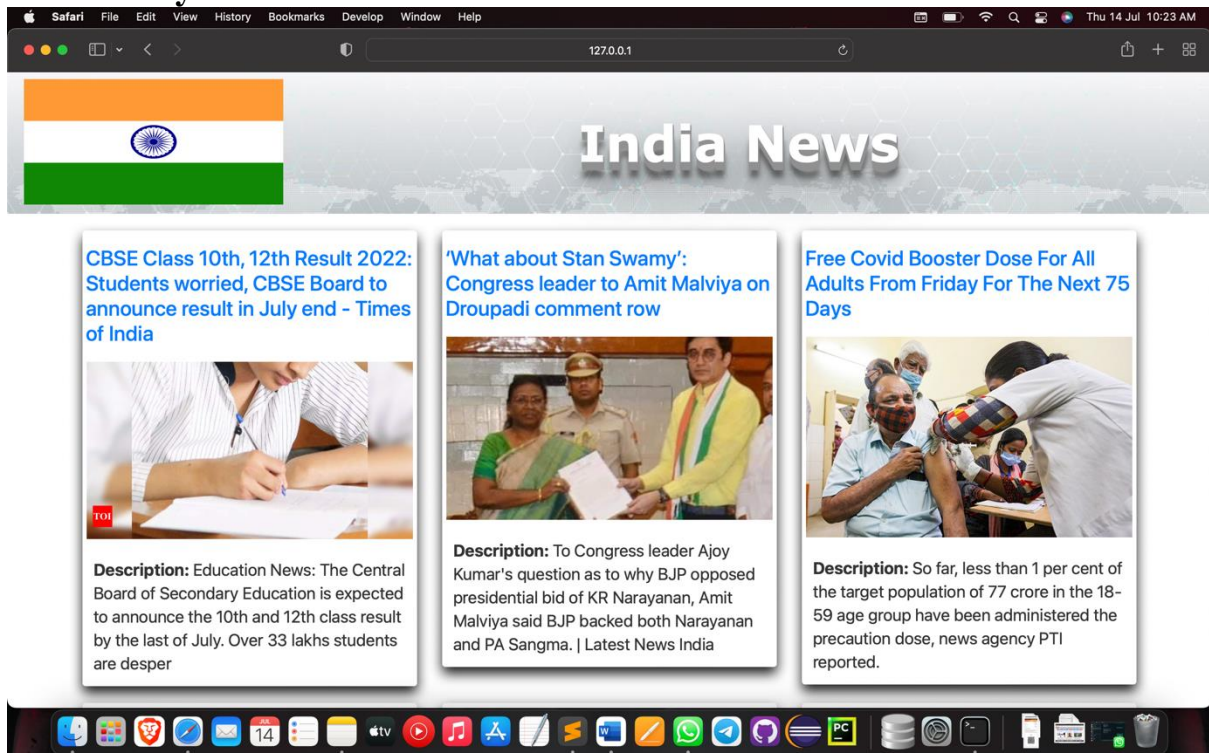 Safari File Edit View History Bookmarks Develop Window Help Thu 14 Jul 10:23 AM
127.0.0.1
India News
CBSE Class 10th, 12th Result 2022:
Students worried, CBSE Board to
announce result in July end - Times
of India
TOI
Description: Education News: The Central
Board of Secondary Education is expected
to announce the 10th and 12th class result
by the last of July. Over 33 lakhs students
are desper
‘What about Stan Swamy’:
Congress leader to Amit Malviya on
Droupadi comment row
Description: To Congress leader Ajoy
Kumar's question as to why BJP opposed
presidential bid of KR Narayanan, Amit
Malviya said BJP backed both Narayanan
and PA Sangma. | Latest News India
Free Covid Booster Dose For All
Adults From Friday For The Next 75
Days
Description: So far, less than 1 per cent of
the target population of 77 crore in the 18-
59 age group have been administered the
precaution dose, news agency PTI
reported.
JUL
14
tv
W
PC